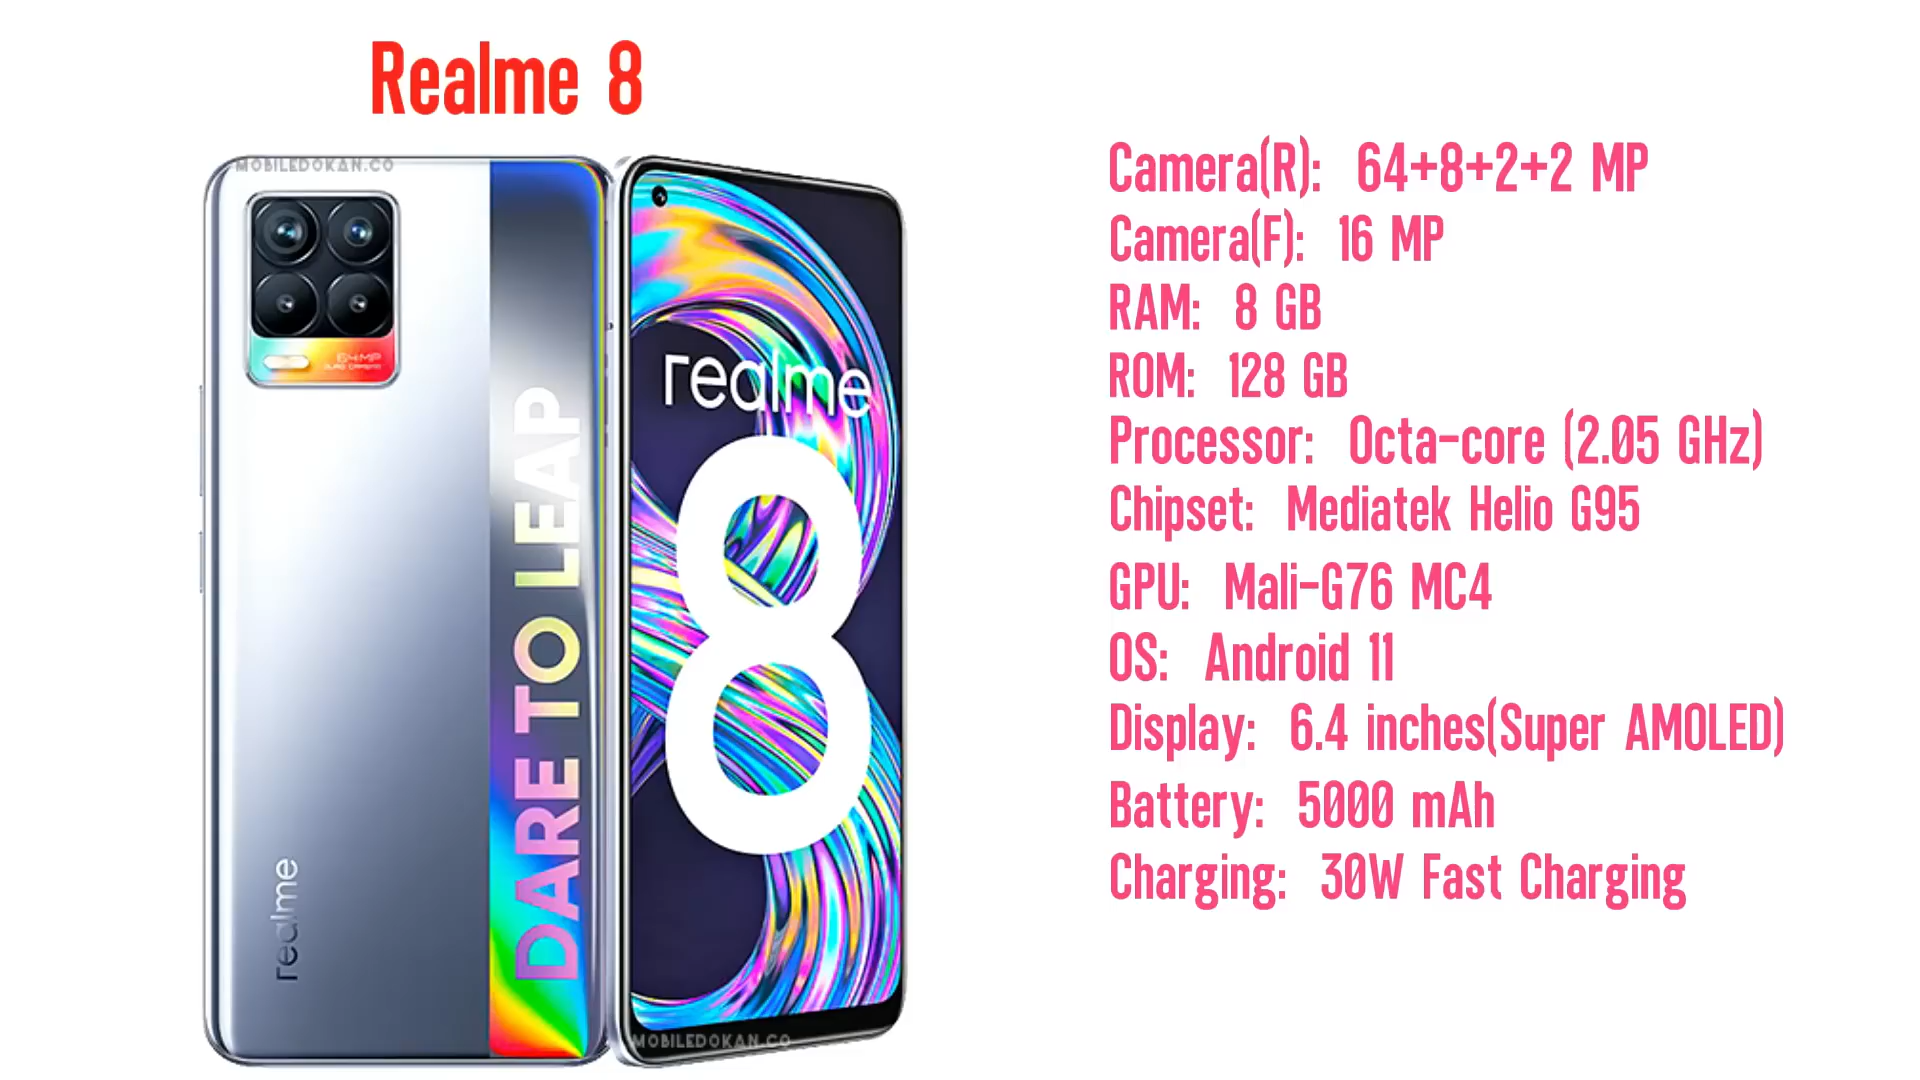 Realme 8
MOBILEDOKAN.CO
64MP
QUAD CAMERA
DARE TO LEAP
realme
realme
8
MOBILEDOKAN.CO
Camera(R): 64+8+2+2 MP
Camera(F): 16 MP
RAM: 8 GB
ROM: 128 GB
Processor: Octa-core (2.05 GHz)
Chipset: Mediatek Helio G95
GPU: Mali-G76 MC4
OS: Android 11
Display: 6.4 inches(Super AMOLED)
Battery: 5000 mAh
Charging: 30W Fast Charging